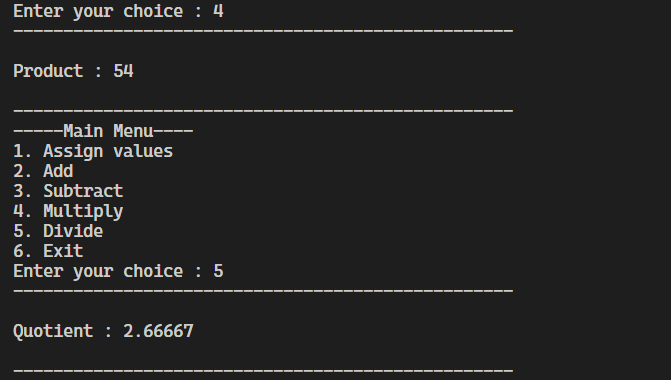 Enter your choice : 4
--------------------------------------------------
Product : 54
--------------------------------------------------
-----Main Menu----
1. Assign values
2. Add
3. Subtract
4. Multiply
5. Divide
6. Exit
Enter your choice : 5
--------------------------------------------------
Quotient : 2.66667
--------------------------------------------------